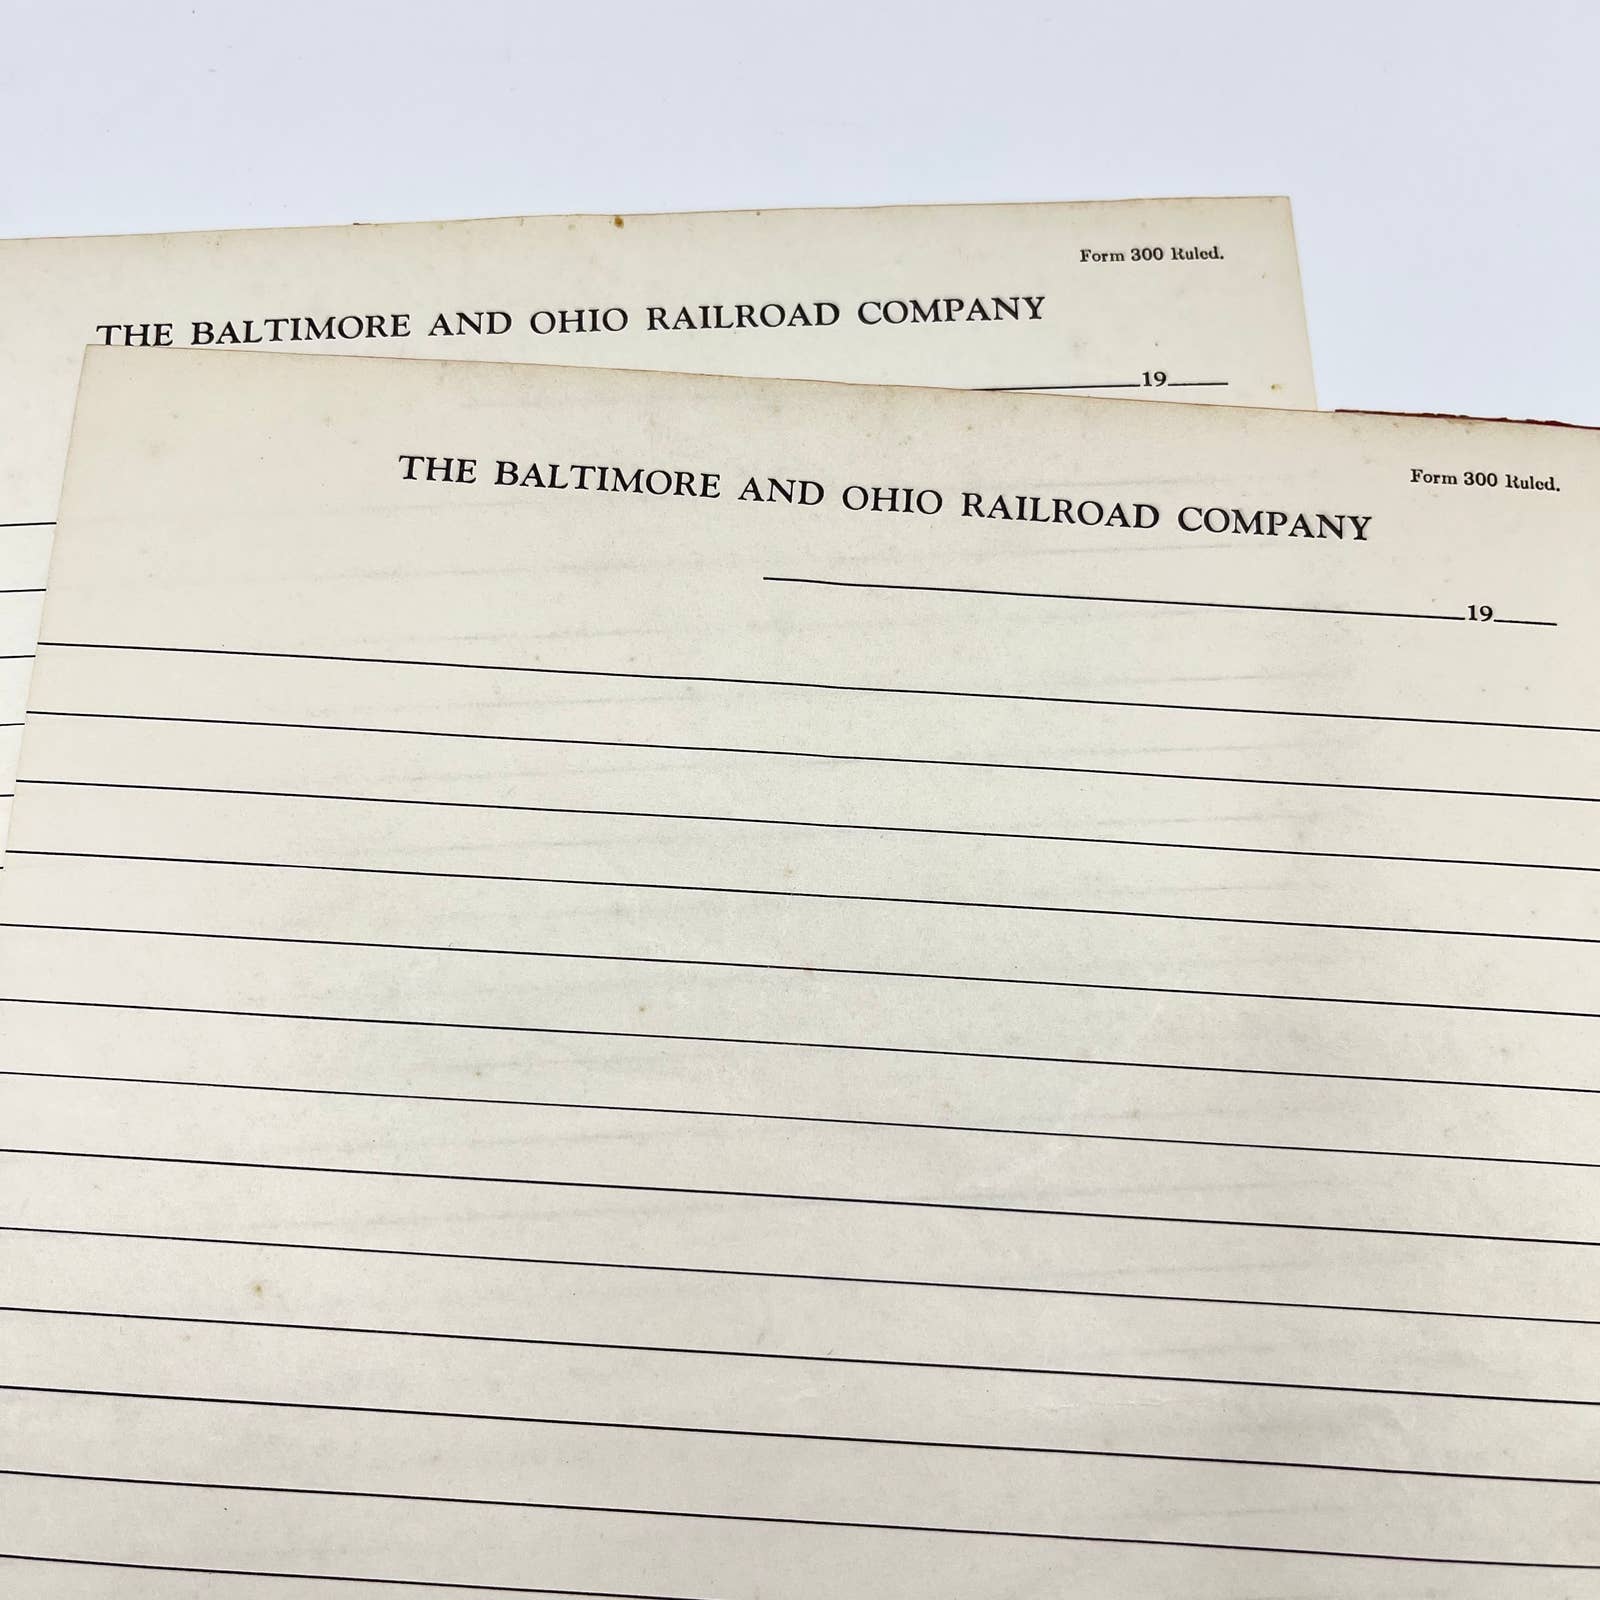 Form 300 Ruled.
THE BALTIMORE AND OHIO RAILROAD COMPANY
19
Form 300 Ruled.
THE BALTIMORE AND OHIO RAILROAD COMPANY
19